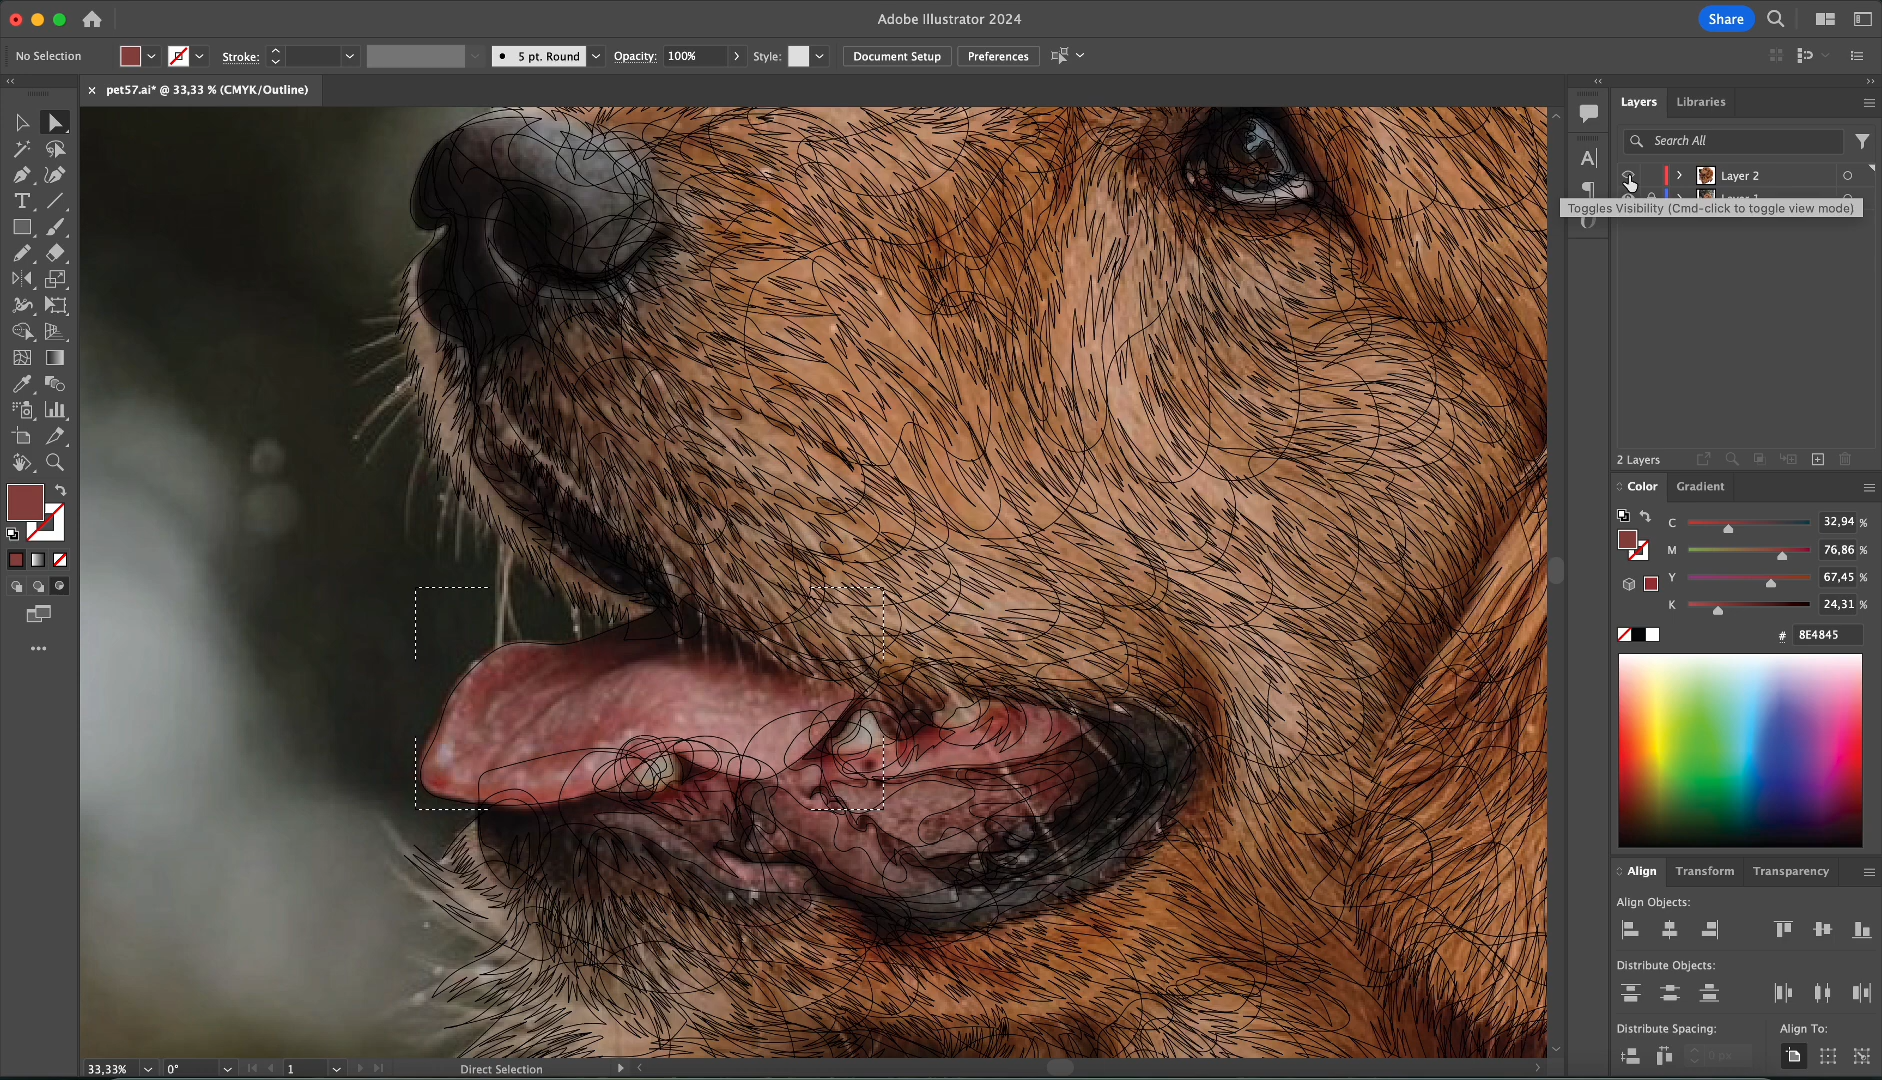 Adobe Illustrator 2024
Share
No Selection
Stroke:
5 pt. Round
Opacity:
100%
Style:
Document Setup
Preferences
pet57.ai* @ 33,33 % (CMYK/Outline)
Layers
Libraries
Search All
Layer 2
Toggles Visibility (Cmd-click to toggle view mode)
2 Layers
Color
Gradient
C
32,94 %
M
76,86 %
Y
67,45 %
K
24,31 %
# 8E4845
Align
Transform
Transparency
Align Objects:
Distribute Objects:
Distribute Spacing:
Align To:
0 px
33,33%
0°
1
Direct Selection